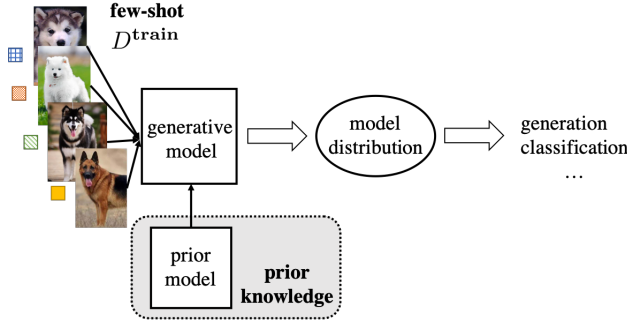 few-shot
D^train
generative
model
model
distribution
generation
classification
...
prior
model
prior
knowledge